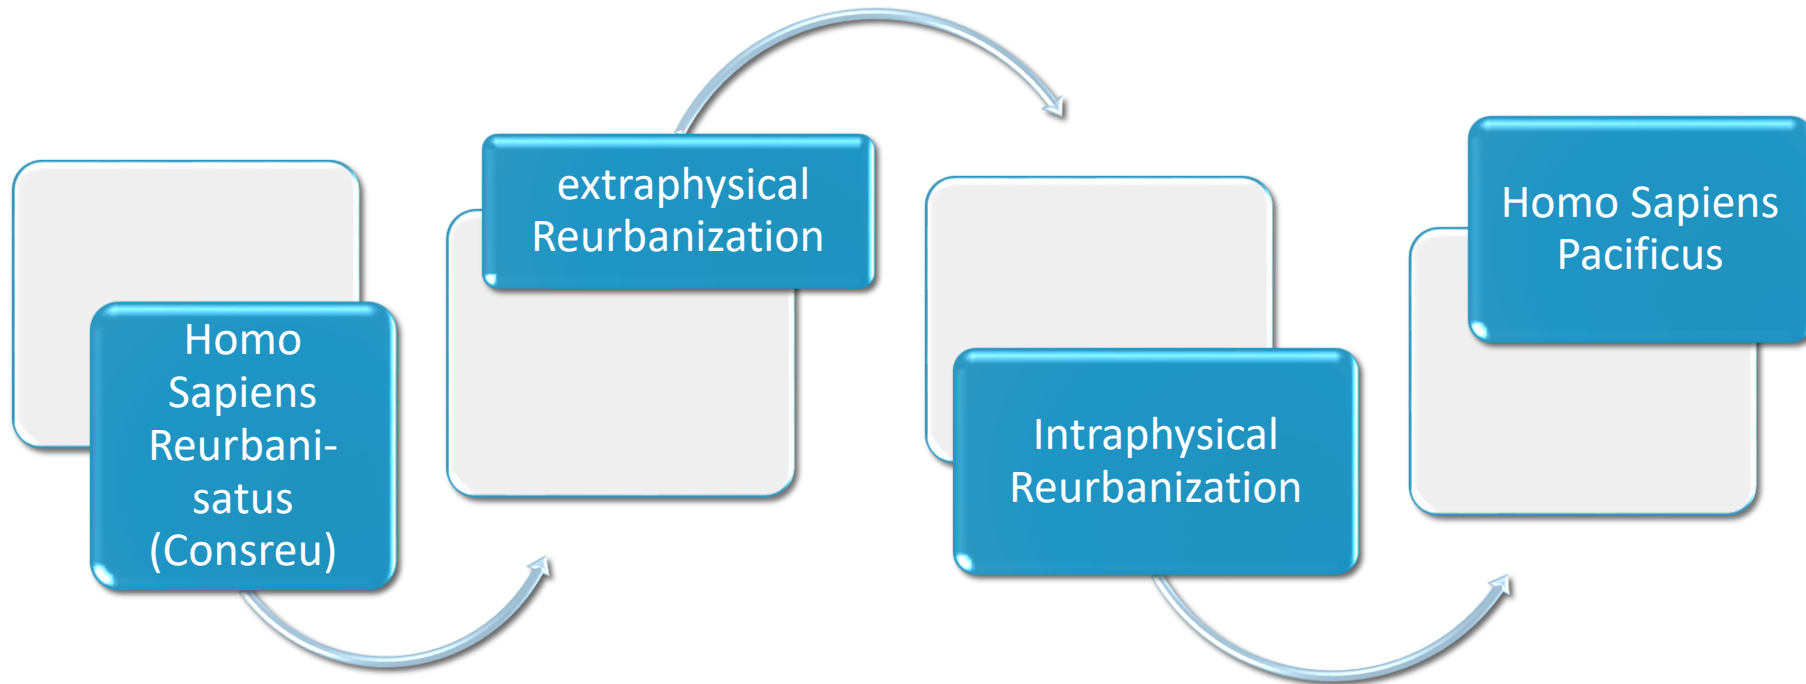 Homo
Sapiens
Reurbani-
satus
(Consreu)
extraphysical
Reurbanization
Intraphysical
Reurbanization
Homo Sapiens
Pacificus